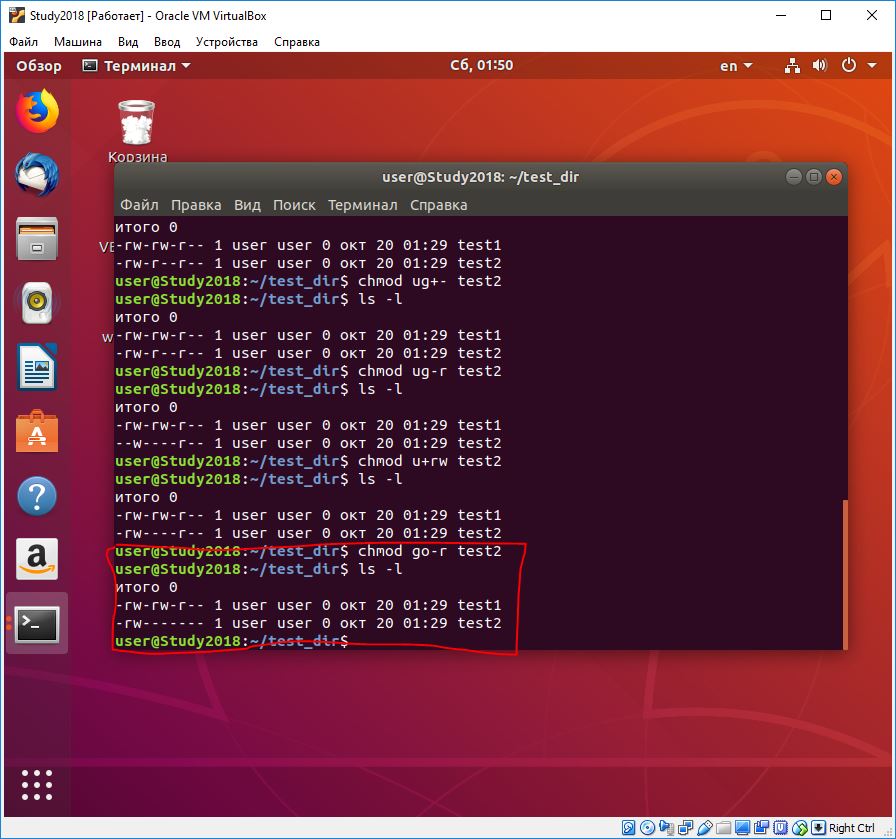 Study2018 [Работает] - Oracle VM VirtualBox
Файл Машина Вид Ввод Устройства Справка
Обзор Терминал Сб, 01:50 en
Корзина
user@Study2018: ~/test_dir
Файл Правка Вид Поиск Терминал Справка
итого 0
-rw-rw-r-- 1 user user 0 окт 20 01:29 test1
-rw-r--r-- 1 user user 0 окт 20 01:29 test2
user@Study2018:~/test_dir$ chmod ug+- test2
user@Study2018:~/test_dir$ ls -l
итого 0
-rw-rw-r-- 1 user user 0 окт 20 01:29 test1
-rw-r--r-- 1 user user 0 окт 20 01:29 test2
user@Study2018:~/test_dir$ chmod ug-r test2
user@Study2018:~/test_dir$ ls -l
итого 0
-rw-rw-r-- 1 user user 0 окт 20 01:29 test1
--w----r-- 1 user user 0 окт 20 01:29 test2
user@Study2018:~/test_dir$ chmod u+rw test2
user@Study2018:~/test_dir$ ls -l
итого 0
-rw-rw-r-- 1 user user 0 окт 20 01:29 test1
-rw----r-- 1 user user 0 окт 20 01:29 test2
user@Study2018:~/test_dir$ chmod go-r test2
user@Study2018:~/test_dir$ ls -l
итого 0
-rw-rw-r-- 1 user user 0 окт 20 01:29 test1
-rw------- 1 user user 0 окт 20 01:29 test2
user@Study2018:~/test_dir$
Right Ctrl